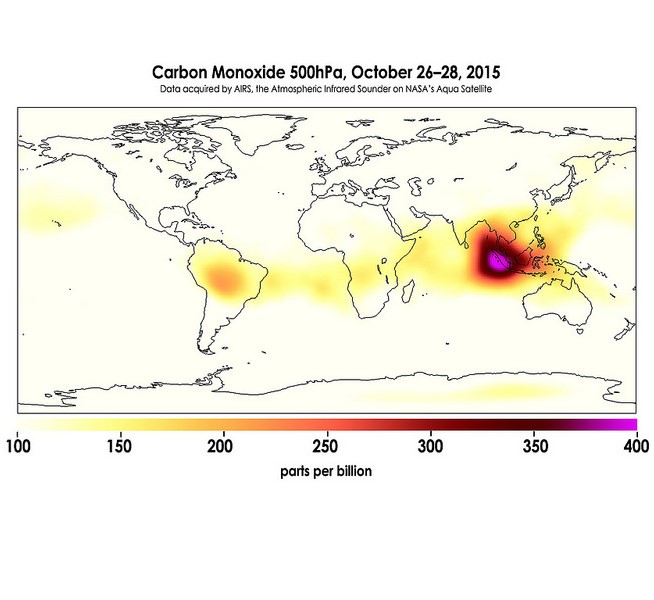 Carbon Monoxide 500hPa, October 26–28, 2015
Data acquired by AIRS, the Atmospheric Infrared Sounder on NASA's Aqua Satellite
100 150 200 250 300 350 400
parts per billion